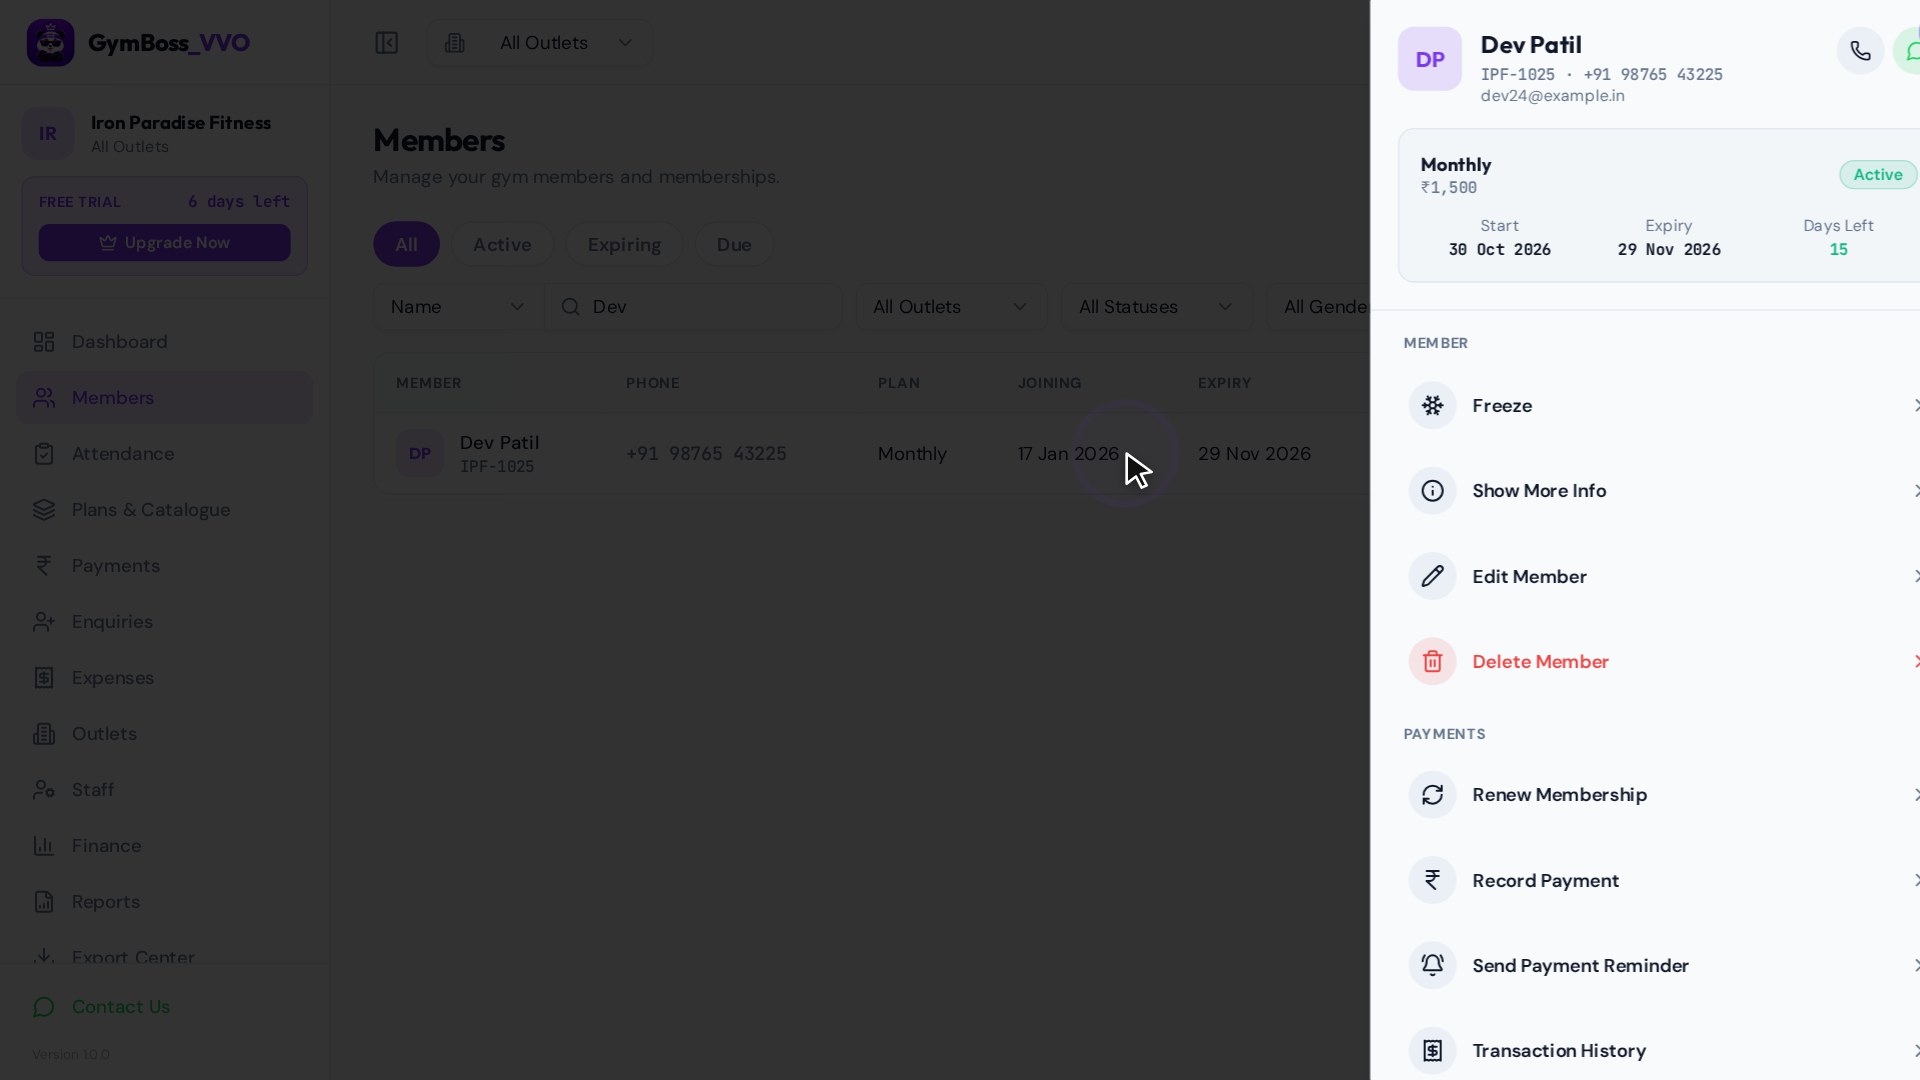 GymBoss_VVO
All Outlets
IR
Iron Paradise Fitness
All Outlets
FREE TRIAL 6 days left
Upgrade Now
Dashboard
Members
Attendance
Plans & Catalogue
Payments
Enquiries
Expenses
Outlets
Staff
Finance
Reports
Export Center
Contact Us
Version 1.0.0
Members
Manage your gym members and memberships.
All Active Expiring Due
Name Dev All Outlets All Statuses All Gende
MEMBER PHONE PLAN JOINING EXPIRY
DP Dev Patil +91 98765 43225 Monthly 17 Jan 2026 29 Nov 2026
IPF-1025
DP
Dev Patil
IPF-1025 · +91 98765 43225
dev24@example.in
Monthly
₹1,500
Active
Start Expiry Days Left
30 Oct 2026 29 Nov 2026 15
MEMBER
Freeze
Show More Info
Edit Member
Delete Member
PAYMENTS
Renew Membership
Record Payment
Send Payment Reminder
Transaction History